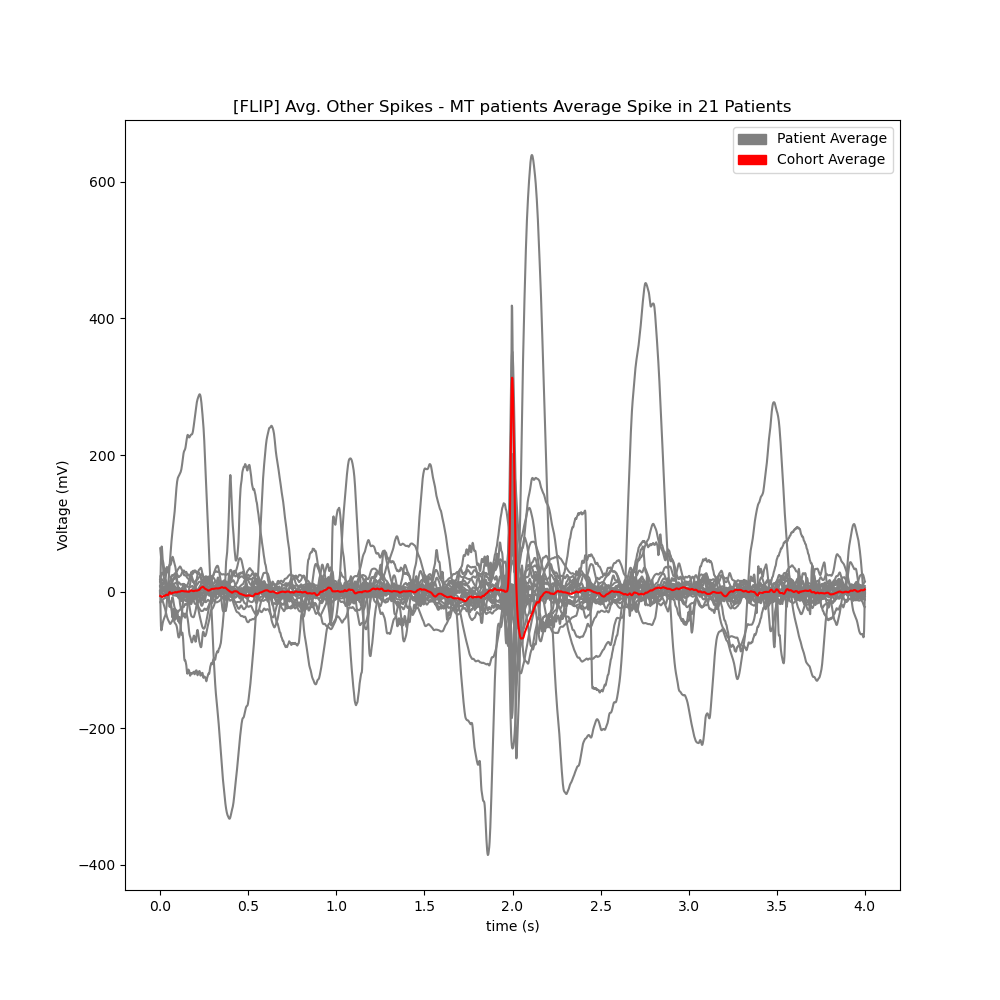 [FLIP] Avg. Other Spikes - MT patients Average Spike in 21 Patients
Patient Average
Cohort Average
Voltage (mV)
600
400
200
0
−200
−400
0.0 0.5 1.0 1.5 2.0 2.5 3.0 3.5 4.0
time (s)